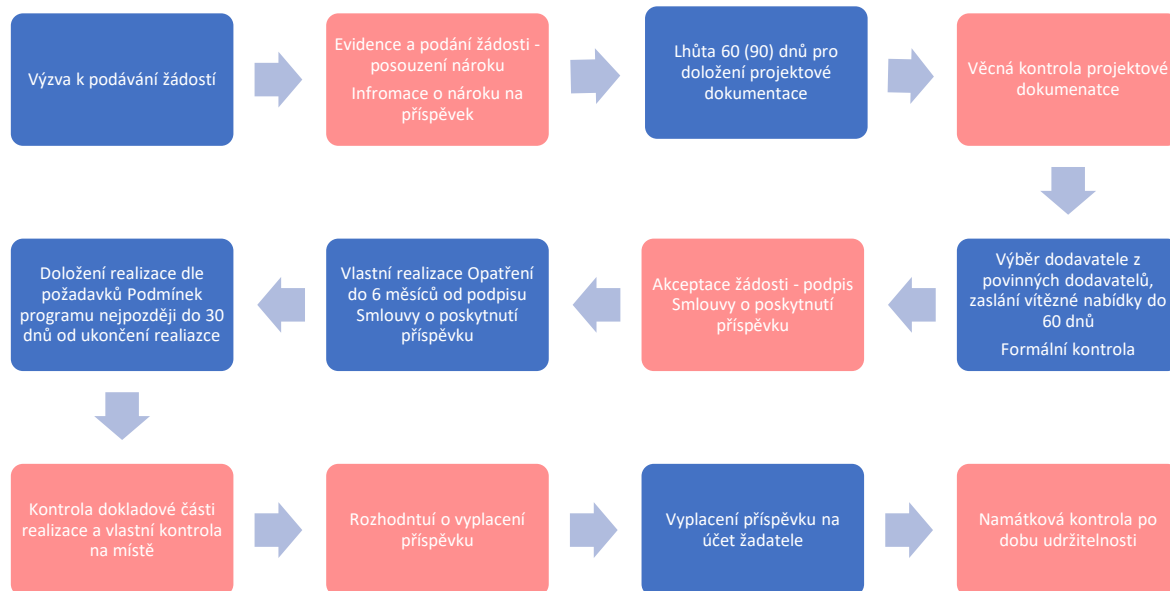 Výzva k podávání žádostí
Evidence a podání žádosti -
posouzení nároku
Infromace o nároku na
příspěvek
Lhůta 60 (90) dnů pro
doložení projektové
dokumentace
Věcná kontrola projektové
dokumenatce
Výběr dodavatele z
povinných dodavatelů,
zaslání vítězné nabídky do
60 dnů
Formální kontrola
Akceptace žádosti - podpis
Smlouvy o poskytnutí
příspěvku
Vlastní realizace Opatření
do 6 měsíců od podpisu
Smlouvy o poskytnutí
příspěvku
Doložení realizace dle
požadavků Podmínek
programu nejpozději do 30
dnů od ukončení realiazce
Kontrola dokladové části
realizace a vlastní kontrola
na místě
Rozhodntuí o vyplacení
příspěvku
Vyplacení příspěvku na
účet žadatele
Namátková kontrola po
dobu udržitelnosti